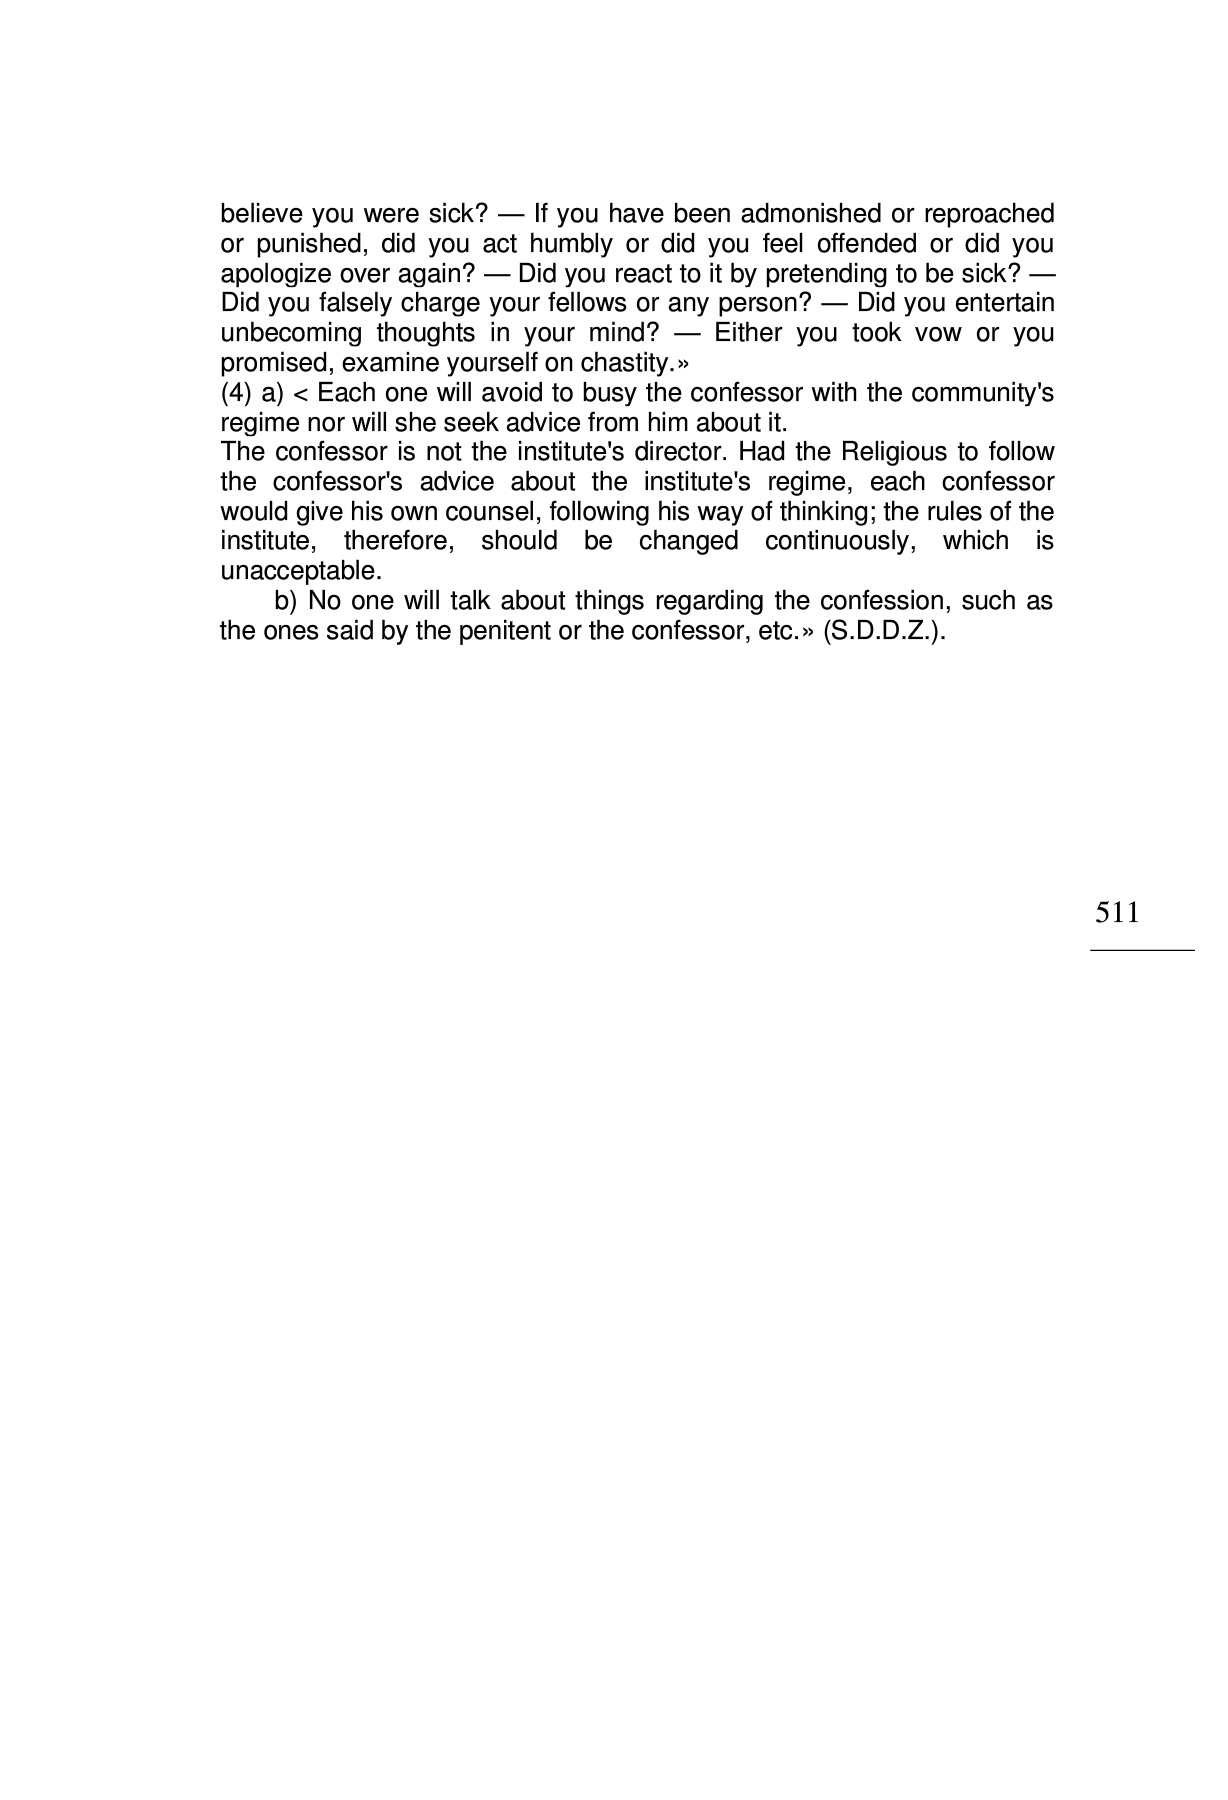 believe you were sick? — If you have been admonished or reproached
or punished, did you act humbly or did you feel offended or did you
apologize over again? — Did you react to it by pretending to be sick? —
Did you falsely charge your fellows or any person? — Did you entertain
unbecoming thoughts in your mind? — Either you took vow or you
promised, examine yourself on chastity.»
(4) a) < Each one will avoid to busy the confessor with the community's
regime nor will she seek advice from him about it.
The confessor is not the institute's director. Had the Religious to follow
the confessor's advice about the institute's regime, each confessor
would give his own counsel, following his way of thinking; the rules of the
institute, therefore, should be changed continuously, which is
unacceptable.
b) No one will talk about things regarding the confession, such as
the ones said by the penitent or the confessor, etc.» (S.D.D.Z.).
511